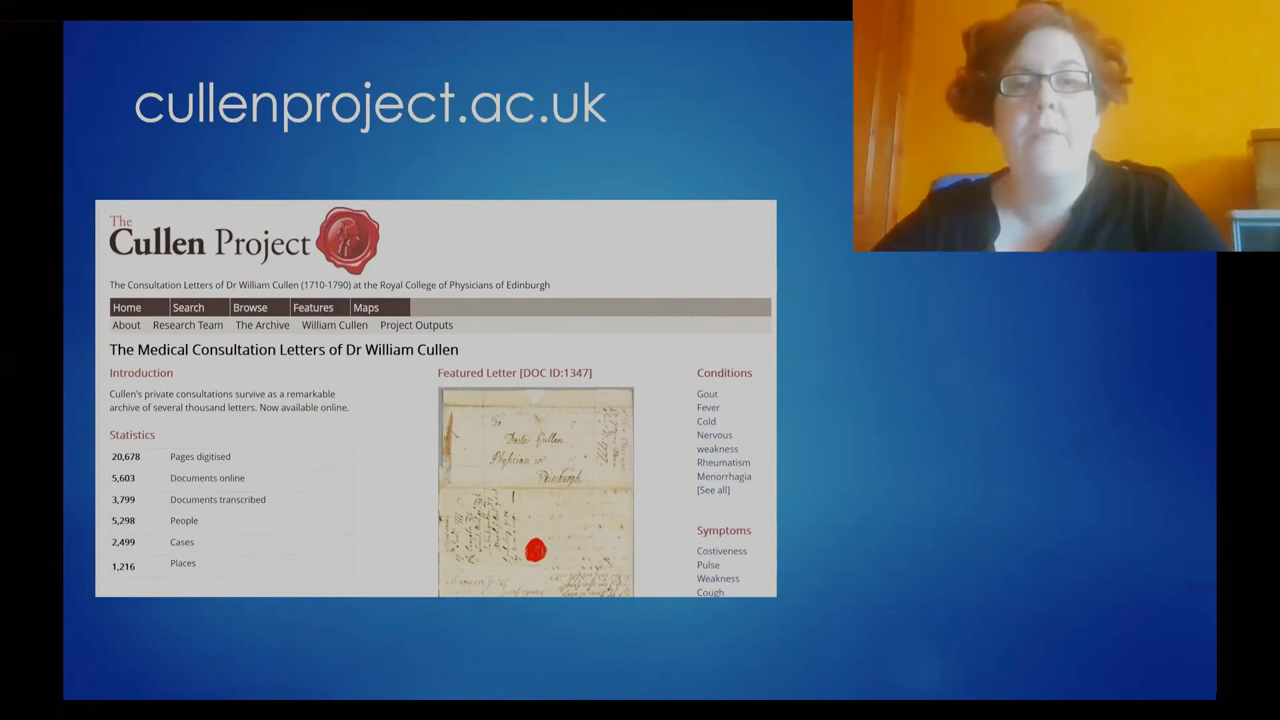 cullenproject.ac.uk
The
Cullen Project
The Consultation Letters of Dr William Cullen (1710-1790) at the Royal College of Physicians of Edinburgh
Home Search Browse Features Maps
About Research Team The Archive William Cullen Project Outputs
The Medical Consultation Letters of Dr William Cullen
Introduction
Cullen's private consultations survive as a remarkable
archive of several thousand letters. Now available online.
Statistics
20,678 Pages digitised
5,603 Documents online
3,799 Documents transcribed
5,298 People
2,499 Cases
1,216 Places
Featured Letter [DOC ID:1347]
To
Doctor Cullen
Physician in
Edinburgh
Conditions
Gout
Fever
Cold
Nervous
weakness
Rheumatism
Menorrhagia
[See all]
Symptoms
Costiveness
Pulse
Weakness
Cough